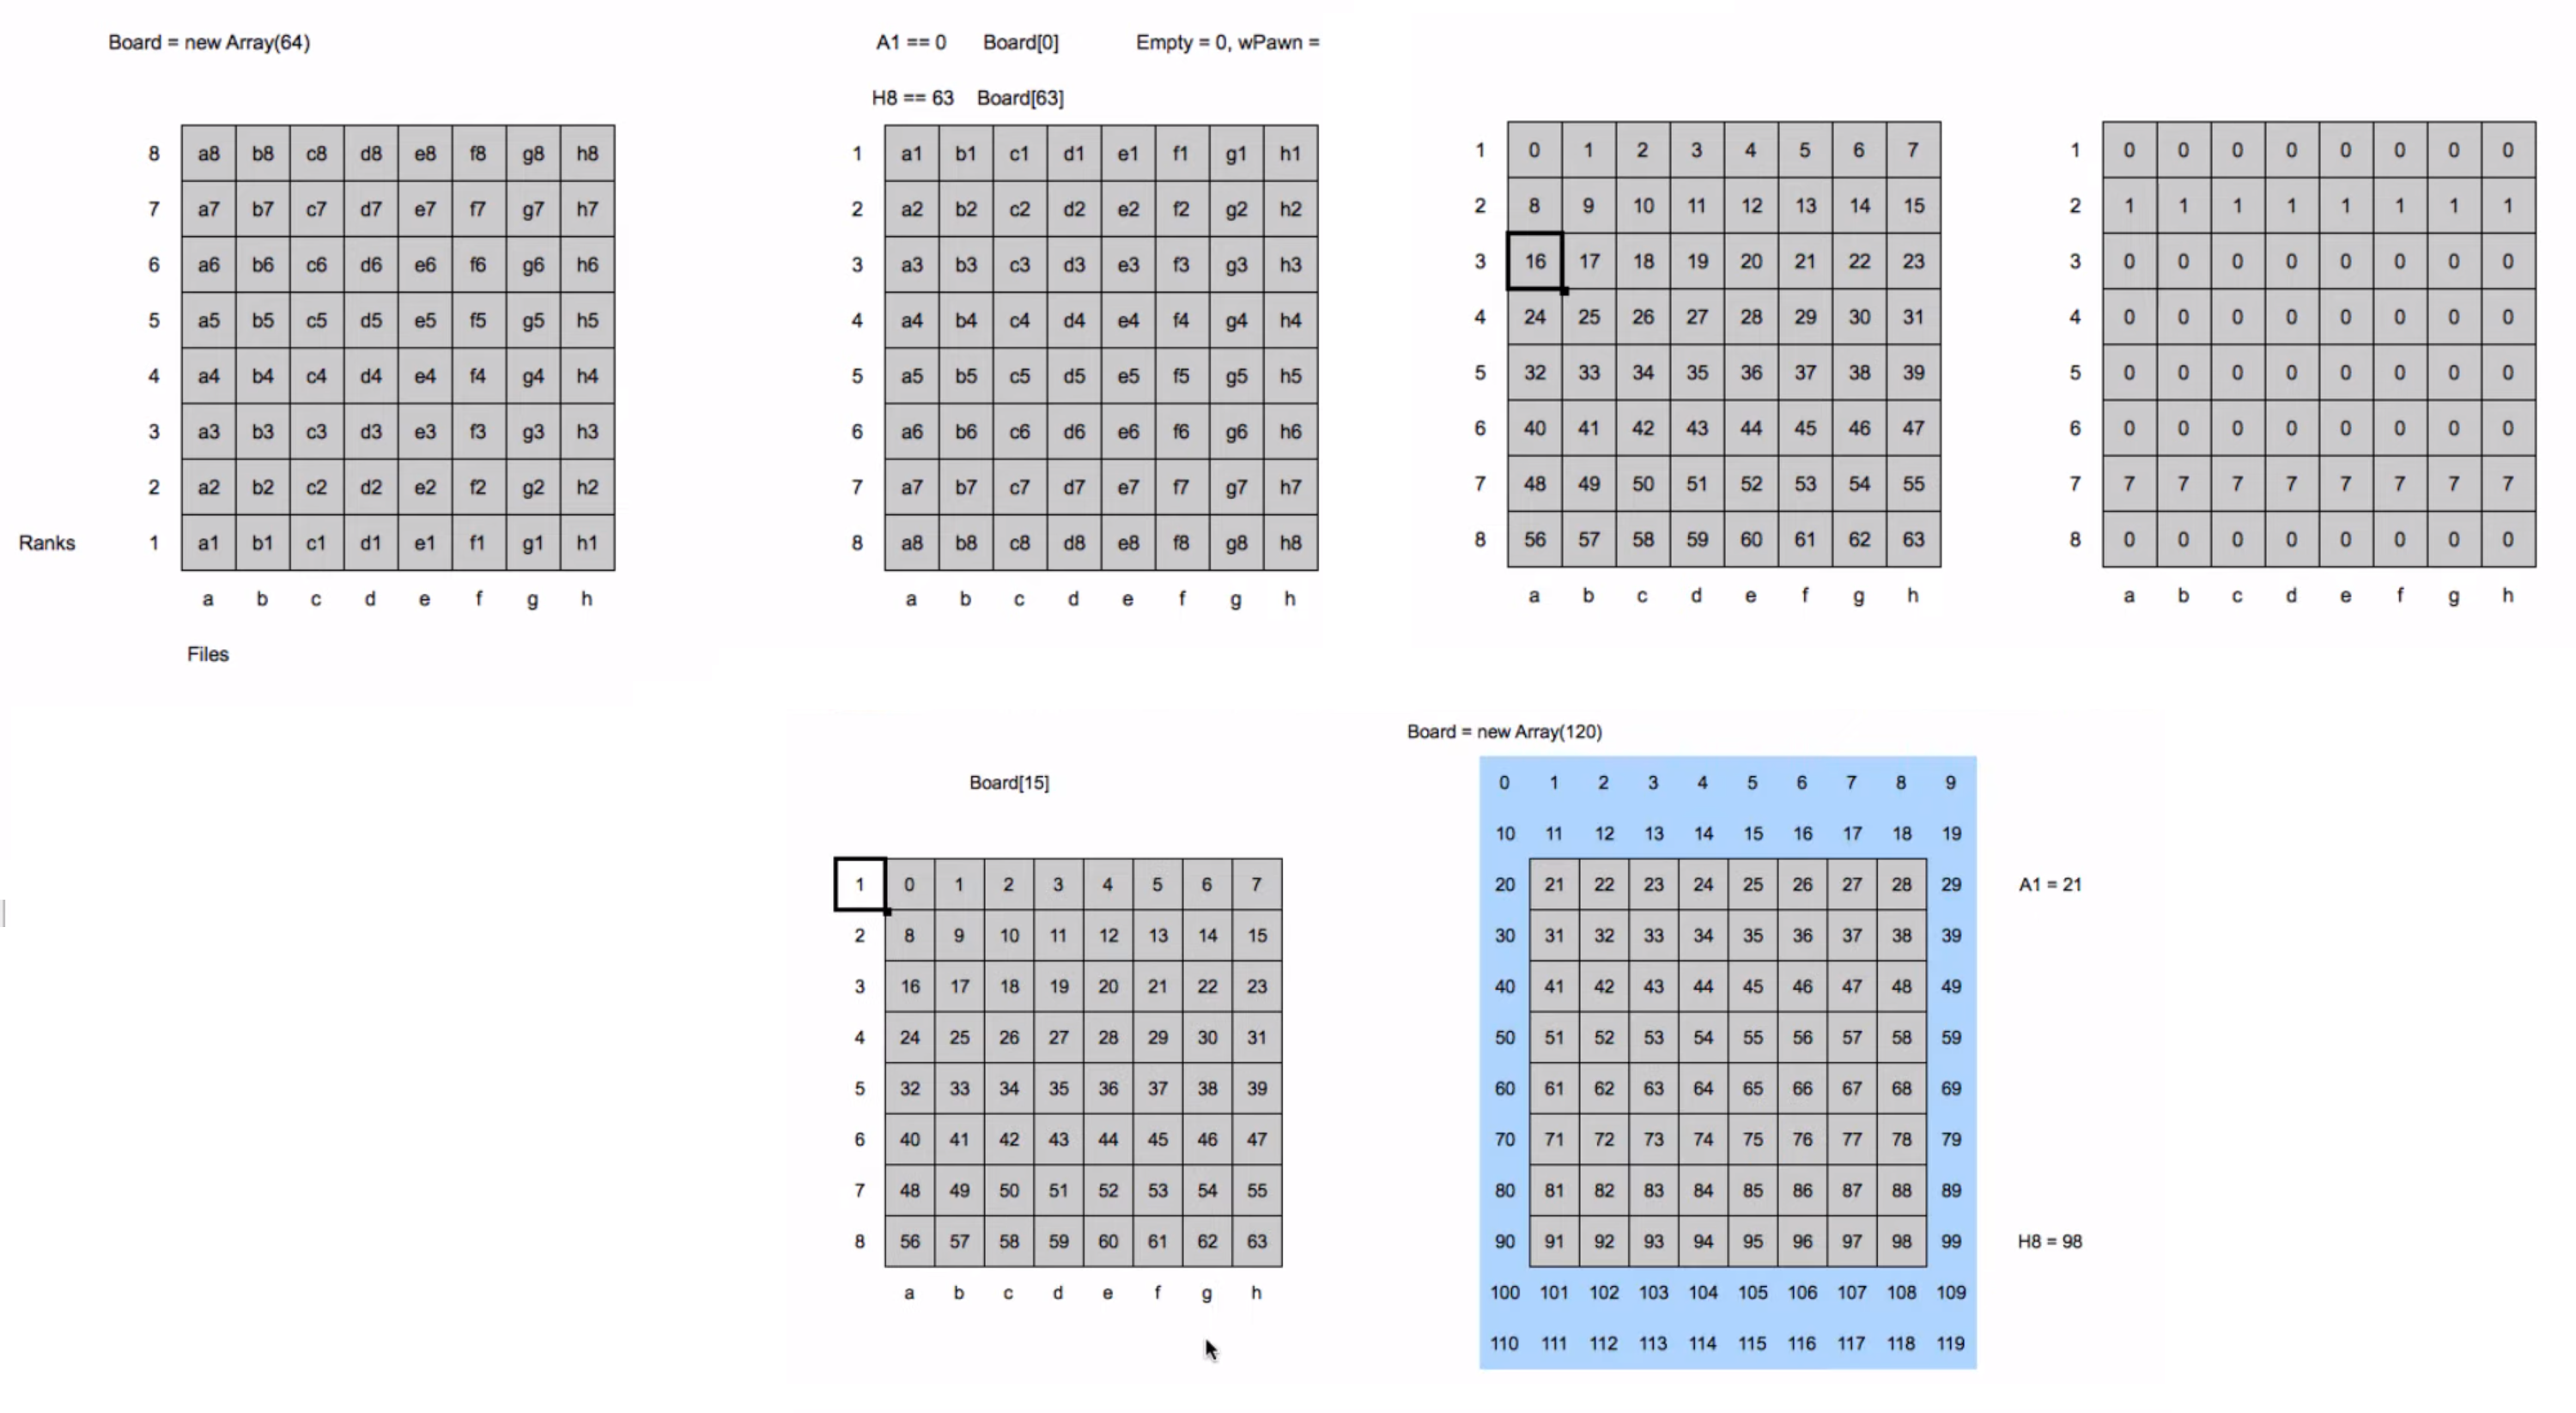 Board = new Array(64)
A1 == 0 Board[0] Empty = 0, wPawn =
H8 == 63 Board[63]
8 a8 b8 c8 d8 e8 f8 g8 h8
7 a7 b7 c7 d7 e7 f7 g7 h7
6 a6 b6 c6 d6 e6 f6 g6 h6
5 a5 b5 c5 d5 e5 f5 g5 h5
4 a4 b4 c4 d4 e4 f4 g4 h4
3 a3 b3 c3 d3 e3 f3 g3 h3
2 a2 b2 c2 d2 e2 f2 g2 h2
Ranks 1 a1 b1 c1 d1 e1 f1 g1 h1
a b c d e f g h
Files
1 a1 b1 c1 d1 e1 f1 g1 h1
2 a2 b2 c2 d2 e2 f2 g2 h2
3 a3 b3 c3 d3 e3 f3 g3 h3
4 a4 b4 c4 d4 e4 f4 g4 h4
5 a5 b5 c5 d5 e5 f5 g5 h5
6 a6 b6 c6 d6 e6 f6 g6 h6
7 a7 b7 c7 d7 e7 f7 g7 h7
8 a8 b8 c8 d8 e8 f8 g8 h8
a b c d e f g h
1 0 1 2 3 4 5 6 7
2 8 9 10 11 12 13 14 15
3 16 17 18 19 20 21 22 23
4 24 25 26 27 28 29 30 31
5 32 33 34 35 36 37 38 39
6 40 41 42 43 44 45 46 47
7 48 49 50 51 52 53 54 55
8 56 57 58 59 60 61 62 63
a b c d e f g h
1 0 0 0 0 0 0 0 0
2 1 1 1 1 1 1 1 1
3 0 0 0 0 0 0 0 0
4 0 0 0 0 0 0 0 0
5 0 0 0 0 0 0 0 0
6 0 0 0 0 0 0 0 0
7 7 7 7 7 7 7 7 7
8 0 0 0 0 0 0 0 0
a b c d e f g h
Board[15]
1 0 1 2 3 4 5 6 7
2 8 9 10 11 12 13 14 15
3 16 17 18 19 20 21 22 23
4 24 25 26 27 28 29 30 31
5 32 33 34 35 36 37 38 39
6 40 41 42 43 44 45 46 47
7 48 49 50 51 52 53 54 55
8 56 57 58 59 60 61 62 63
a b c d e f g h
Board = new Array(120)
0 1 2 3 4 5 6 7 8 9
10 11 12 13 14 15 16 17 18 19
20 21 22 23 24 25 26 27 28 29 A1 = 21
30 31 32 33 34 35 36 37 38 39
40 41 42 43 44 45 46 47 48 49
50 51 52 53 54 55 56 57 58 59
60 61 62 63 64 65 66 67 68 69
70 71 72 73 74 75 76 77 78 79
80 81 82 83 84 85 86 87 88 89
90 91 92 93 94 95 96 97 98 99 H8 = 98
100 101 102 103 104 105 106 107 108 109
110 111 112 113 114 115 116 117 118 119